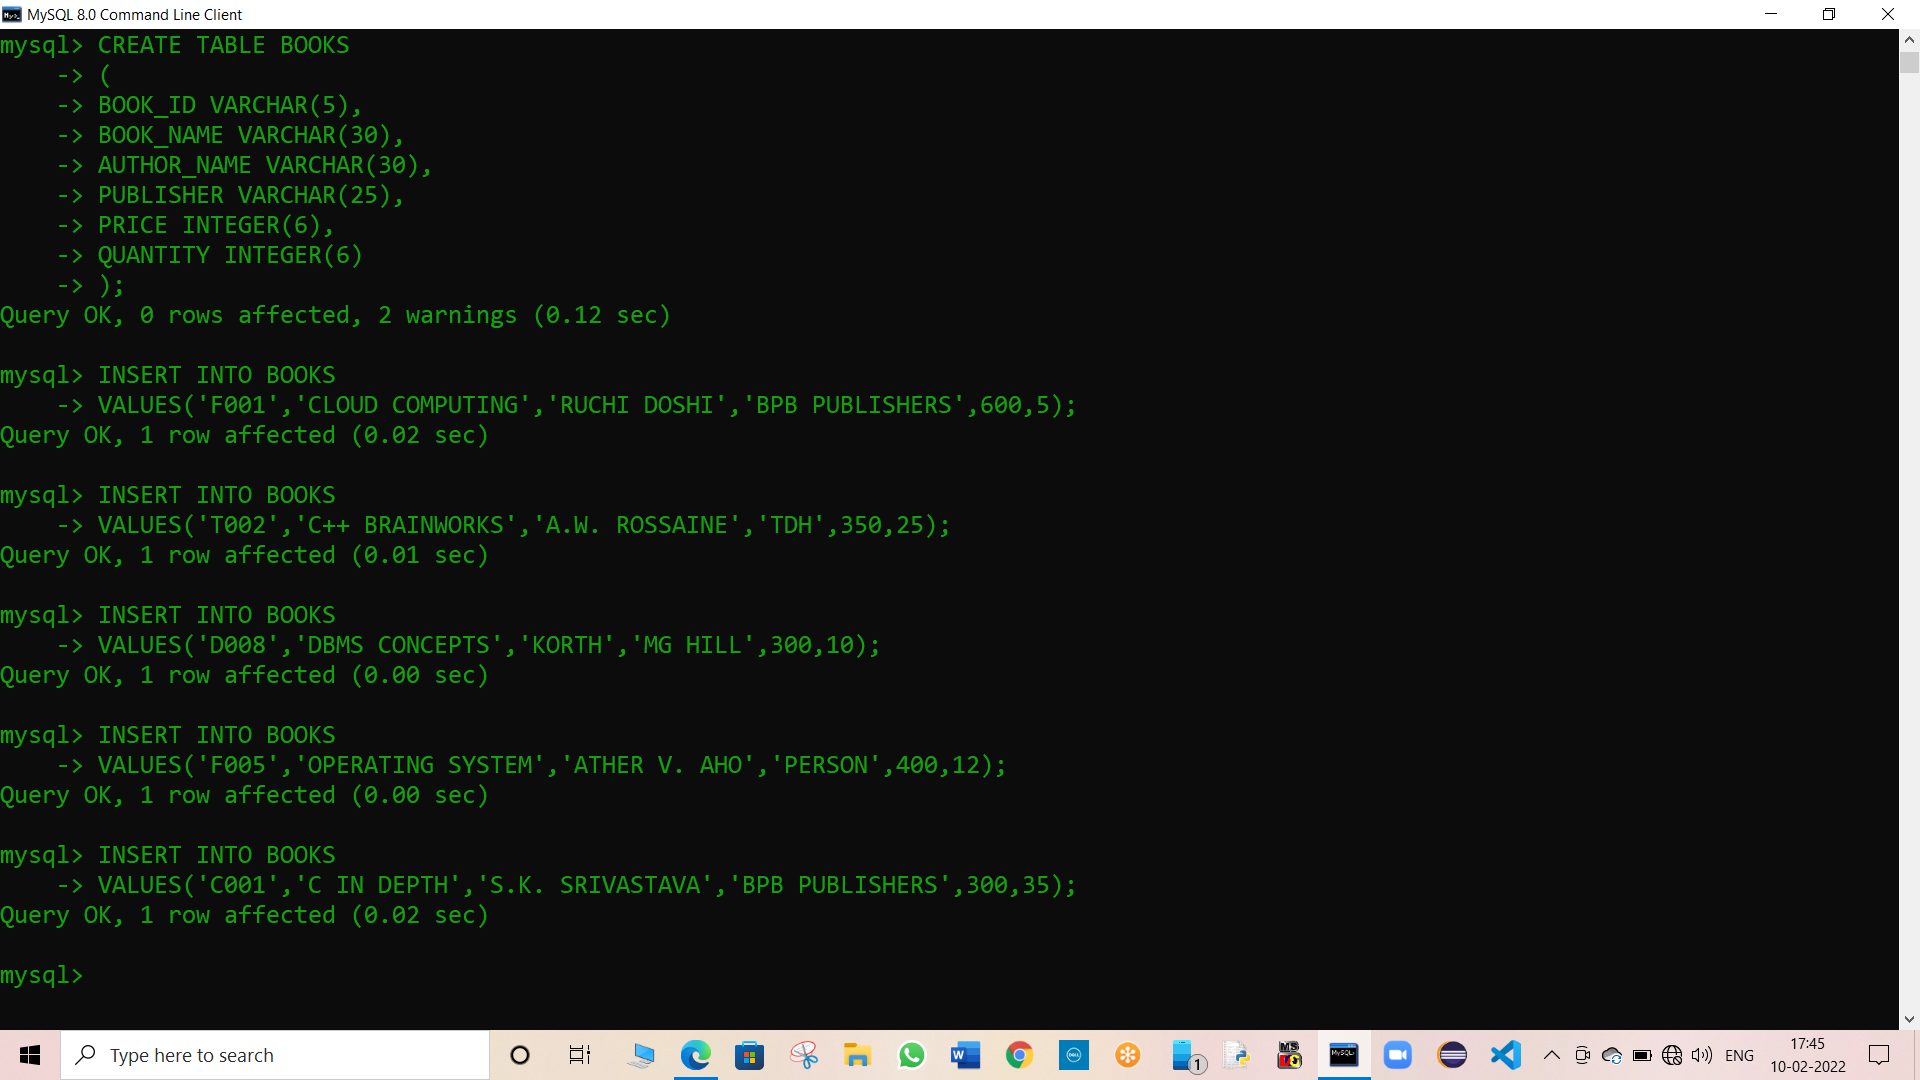 MySQL 8.0 Command Line Client
mysql> CREATE TABLE BOOKS
    -> (
    -> BOOK_ID VARCHAR(5),
    -> BOOK_NAME VARCHAR(30),
    -> AUTHOR_NAME VARCHAR(30),
    -> PUBLISHER VARCHAR(25),
    -> PRICE INTEGER(6),
    -> QUANTITY INTEGER(6)
    -> );
Query OK, 0 rows affected, 2 warnings (0.12 sec)
mysql> INSERT INTO BOOKS
    -> VALUES('F001','CLOUD COMPUTING','RUCHI DOSHI','BPB PUBLISHERS',600,5);
Query OK, 1 row affected (0.02 sec)
mysql> INSERT INTO BOOKS
    -> VALUES('T002','C++ BRAINWORKS','A.W. ROSSAINE','TDH',350,25);
Query OK, 1 row affected (0.01 sec)
mysql> INSERT INTO BOOKS
    -> VALUES('D008','DBMS CONCEPTS','KORTH','MG HILL',300,10);
Query OK, 1 row affected (0.00 sec)
mysql> INSERT INTO BOOKS
    -> VALUES('F005','OPERATING SYSTEM','ATHER V. AHO','PERSON',400,12);
Query OK, 1 row affected (0.00 sec)
mysql> INSERT INTO BOOKS
    -> VALUES('C001','C IN DEPTH','S.K. SRIVASTAVA','BPB PUBLISHERS',300,35);
Query OK, 1 row affected (0.02 sec)
mysql>
Type here to search
DELL
1
MS
MySQL>
ENG
17:45
10-02-2022